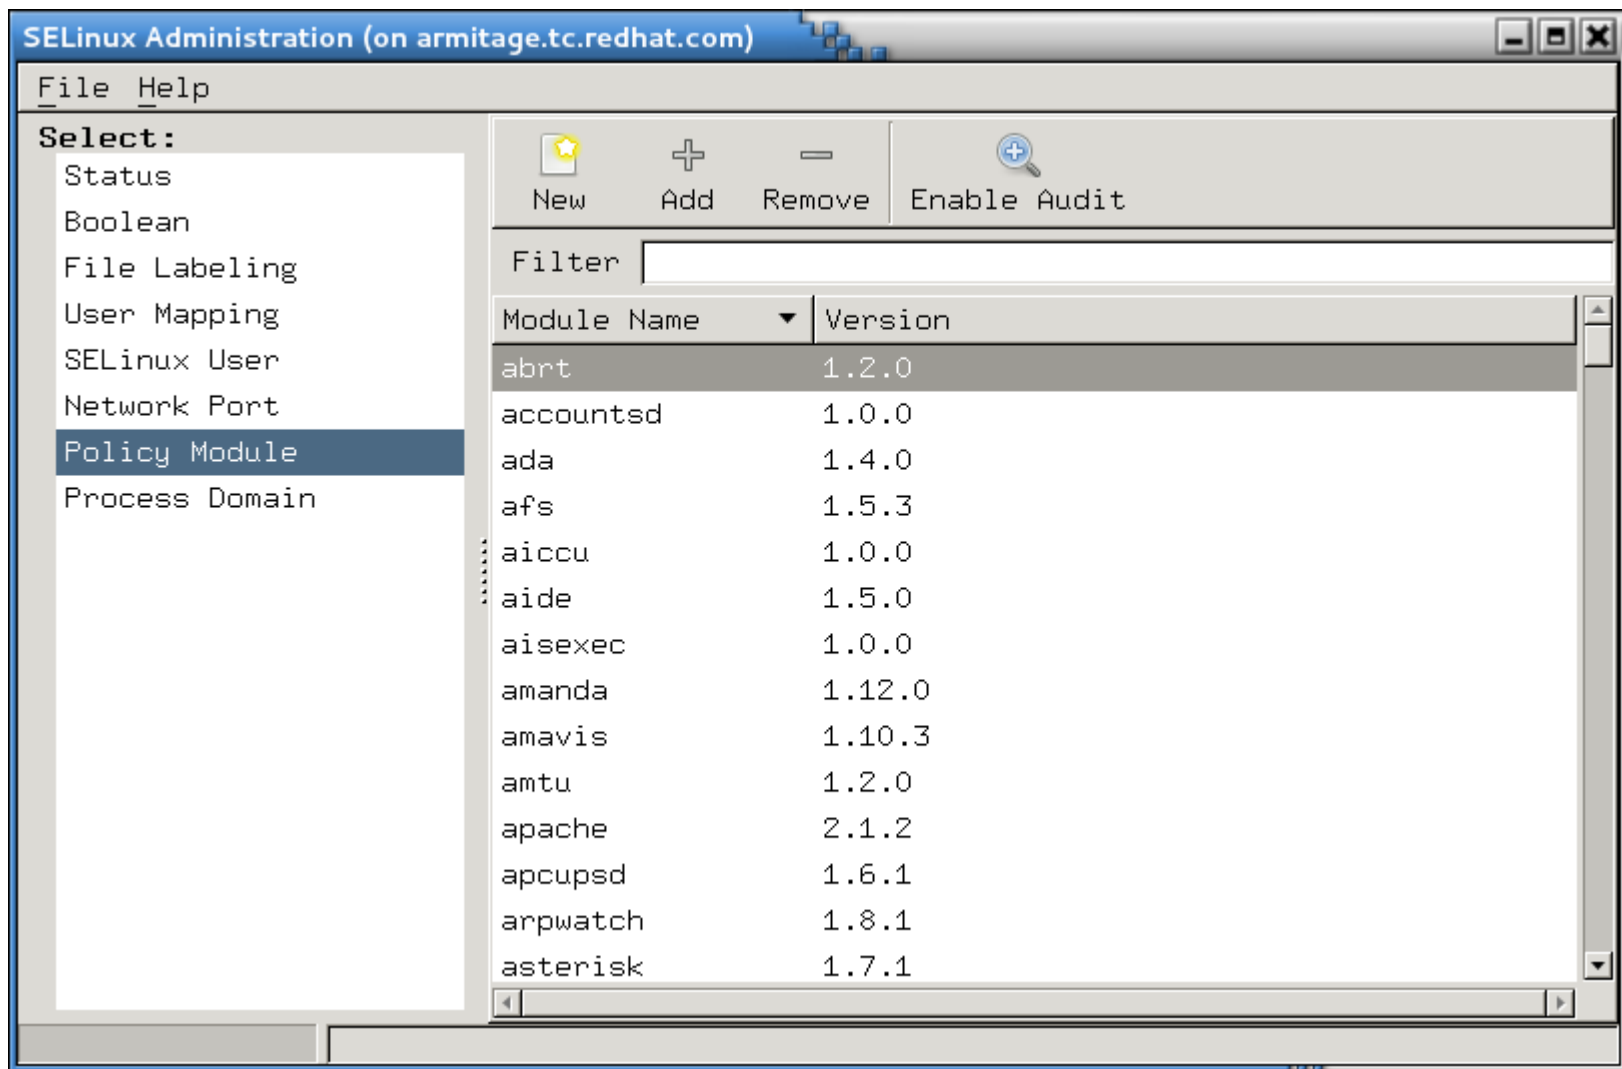 SELinux Administration (on armitage.tc.redhat.com)
File Help
Select:
Status
Boolean
File Labeling
User Mapping
SELinux User
Network Port
Policy Module
Process Domain
New Add Remove Enable Audit
Filter
Module Name Version
abrt 1.2.0
accountsd 1.0.0
ada 1.4.0
afs 1.5.3
aiccu 1.0.0
aide 1.5.0
aisexec 1.0.0
amanda 1.12.0
amavis 1.10.3
amtu 1.2.0
apache 2.1.2
apcupsd 1.6.1
arpwatch 1.8.1
asterisk 1.7.1